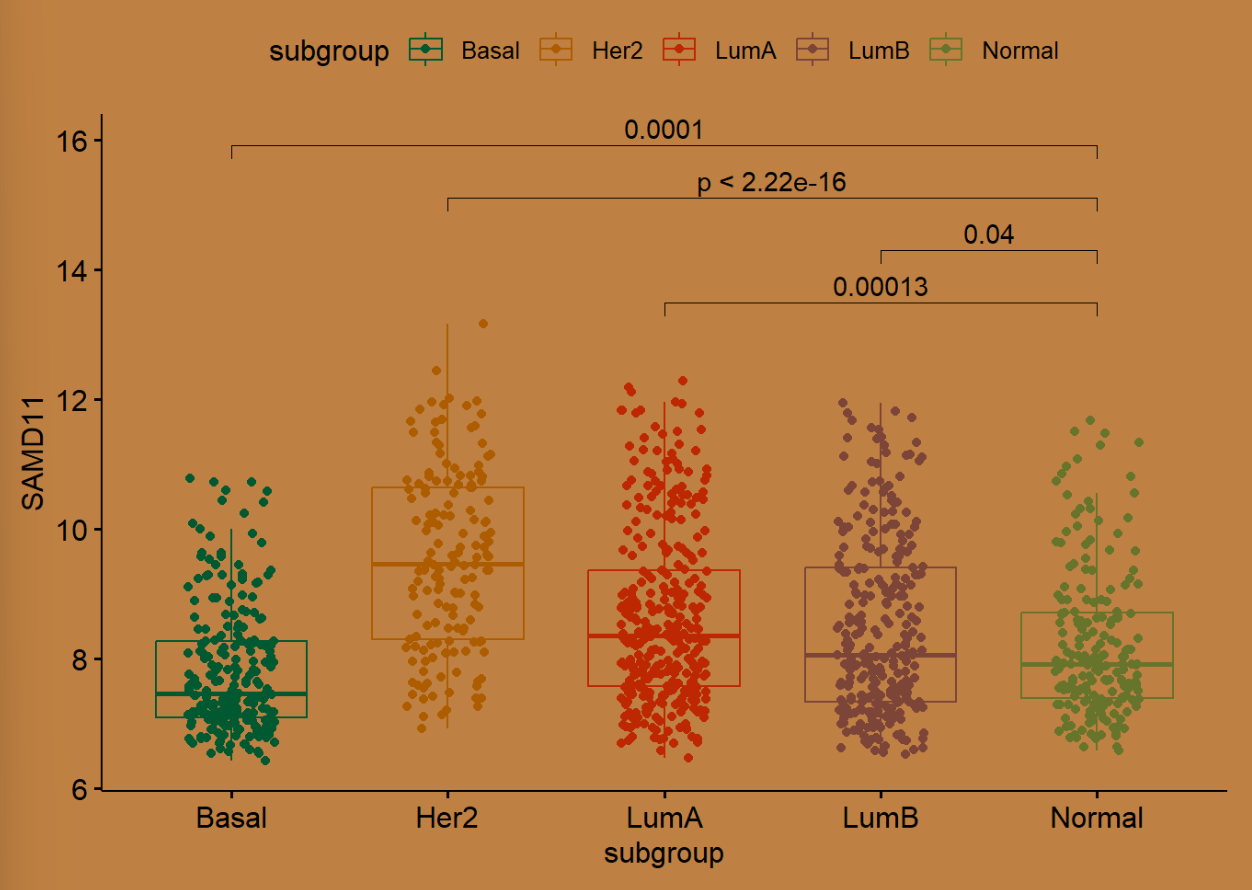 subgroup Basal Her2 LumA LumB Normal
16
0.0001
p < 2.22e-16
0.04
14
0.00013
12
SAMD11
10
8
6
Basal Her2 LumA LumB Normal
subgroup